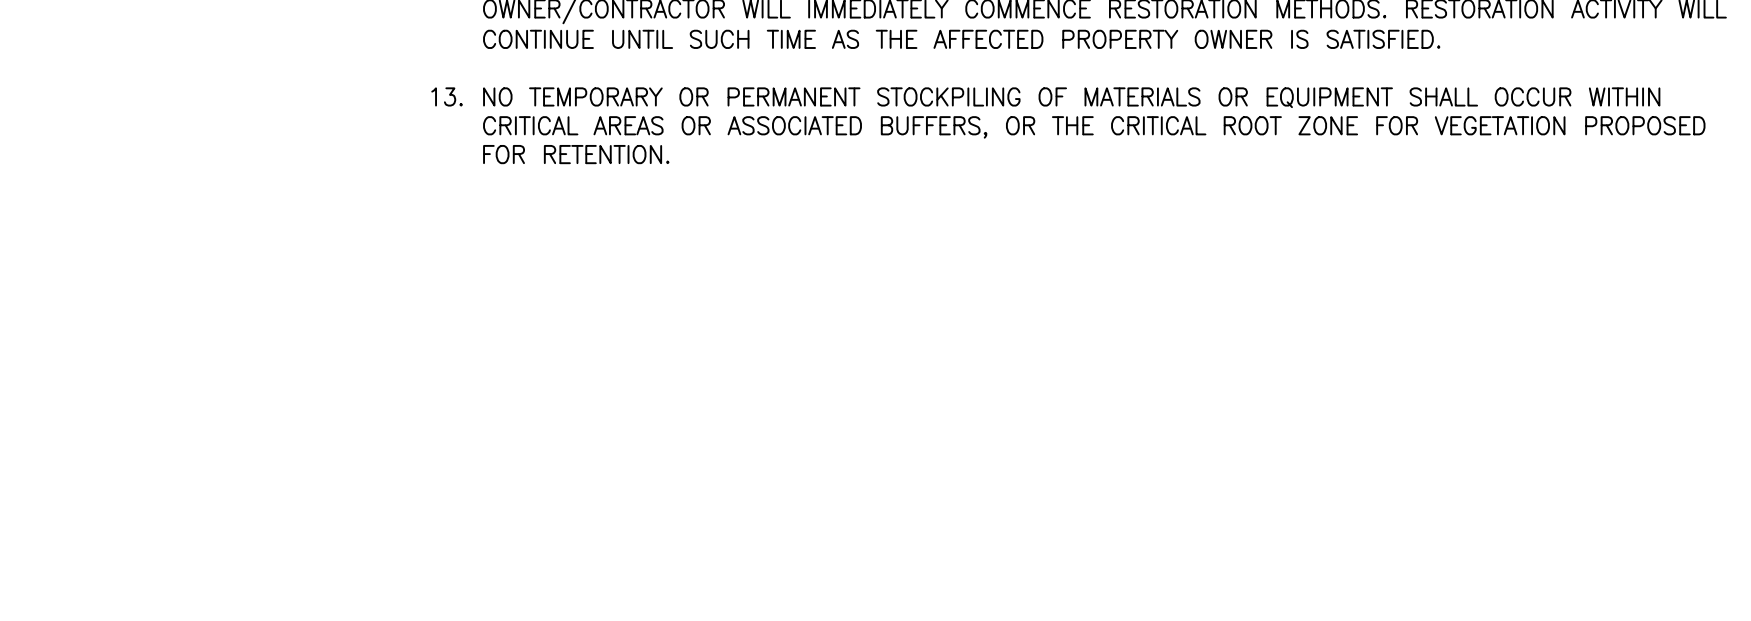 OWNER/CONTRACTOR WILL IMMEDIATELY COMMENCE RESTORATION METHODS. RESTORATION ACTIVITY WILL
CONTINUE UNTIL SUCH TIME AS THE AFFECTED PROPERTY OWNER IS SATISFIED.
13. NO TEMPORARY OR PERMANENT STOCKPILING OF MATERIALS OR EQUIPMENT SHALL OCCUR WITHIN
CRITICAL AREAS OR ASSOCIATED BUFFERS, OR THE CRITICAL ROOT ZONE FOR VEGETATION PROPOSED
FOR RETENTION.